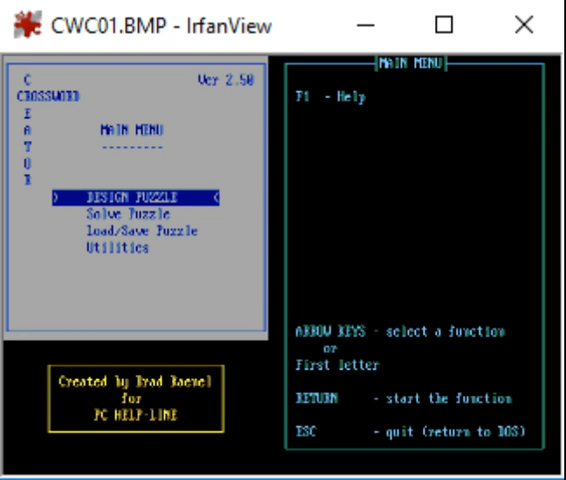 CWC01.BMP - IrfanView
C Ver 2.50
CROSSWORD
E
A MAIN MENU
T ---------
O
R
DESIGN PUZZLE
Solve Puzzle
Load/Save Puzzle
Utilities
Created by Brad
for
PC HELP-LINE
MAIN MENU
F1 - Help
ARROW KEYS - select a function
or
First letter
RETURN - start the function
ESC - quit (return to DOS)